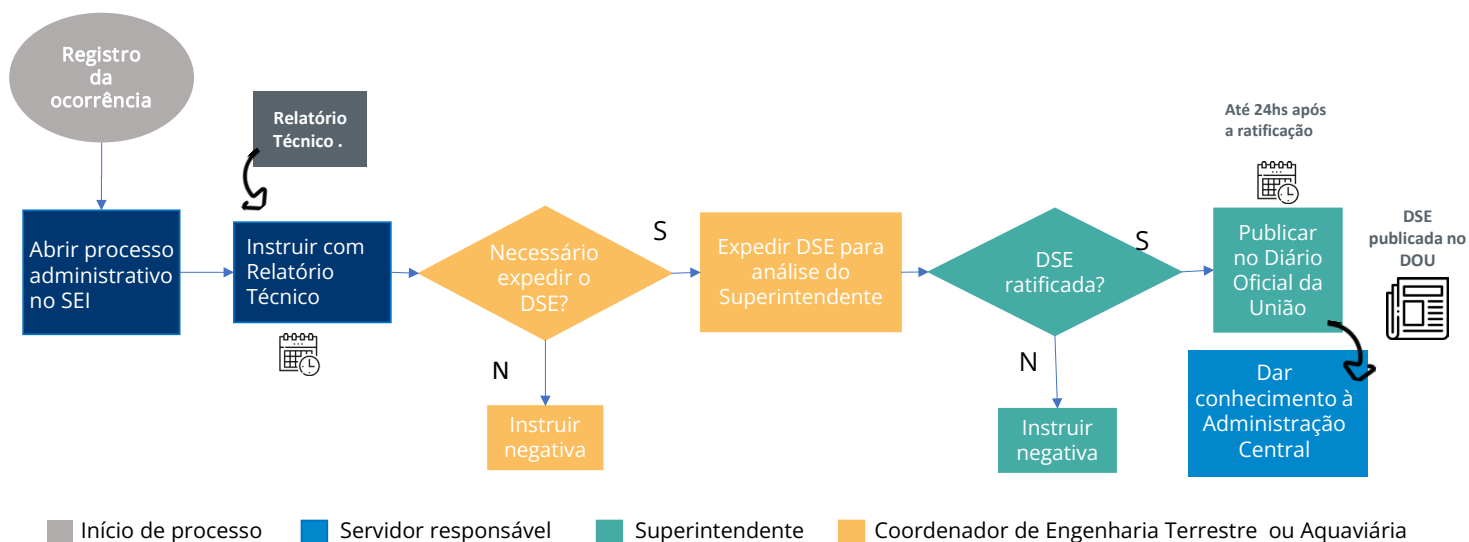 Registro
da
ocorrência
Relatório
Técnico .
Abrir processo
administrativo
no SEI
Instruir com
Relatório
Técnico
Necessário
expedir o
DSE?
S
N
Instruir
negativa
Expedir DSE para
análise do
Superintendente
DSE
ratificada?
S
N
Instruir
negativa
Até 24hs após
a ratificação
Publicar
no Diário
Oficial da
União
DSE
publicada no
DOU
Dar
conhecimento à
Administração
Central
Início de processo
Servidor responsável
Superintendente
Coordenador de Engenharia Terrestre ou Aquaviária